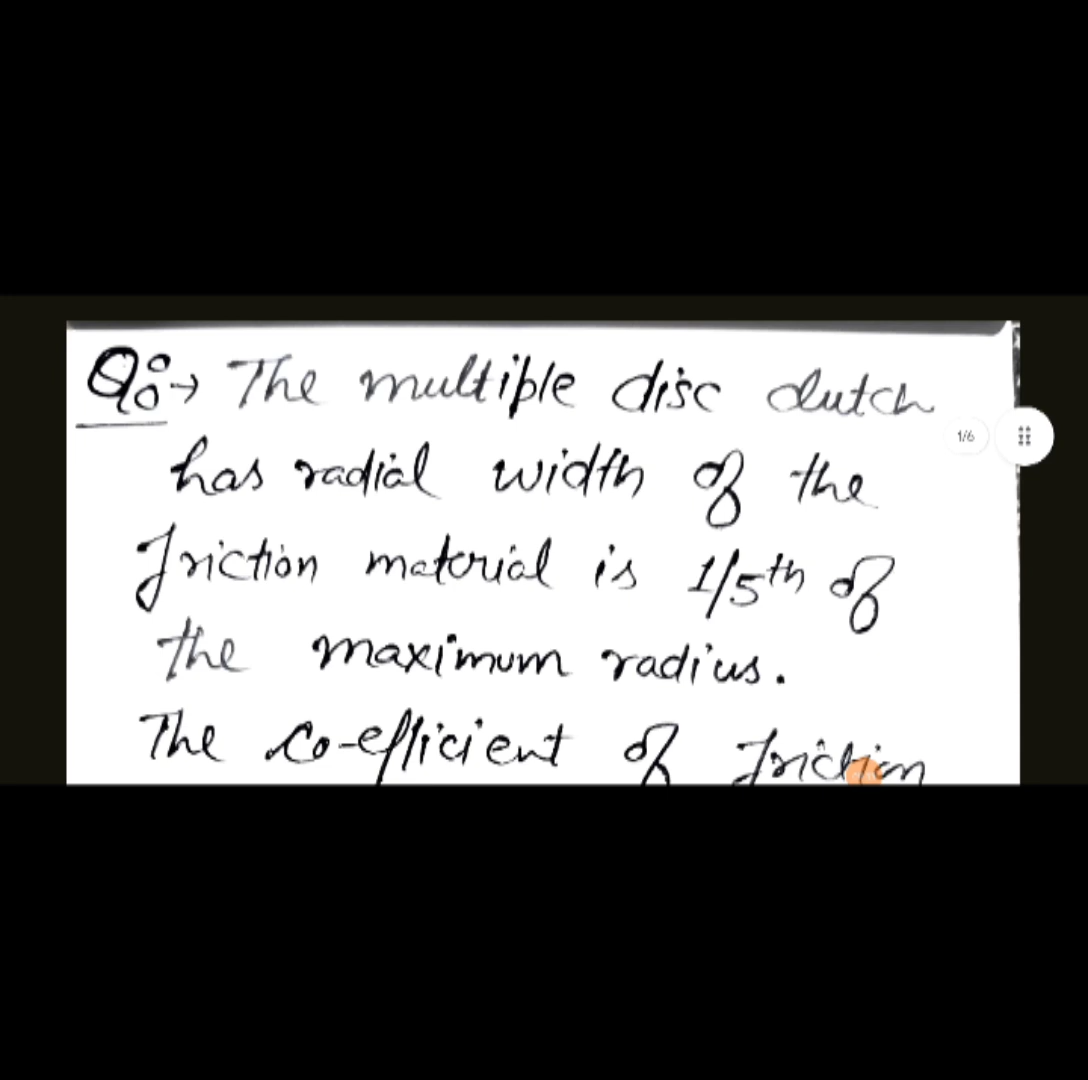 Q:→ The multiple disc clutch
has radial width of the
friction material is 1/5th of
the maximum radius.
The co-efficient of friction
1/6